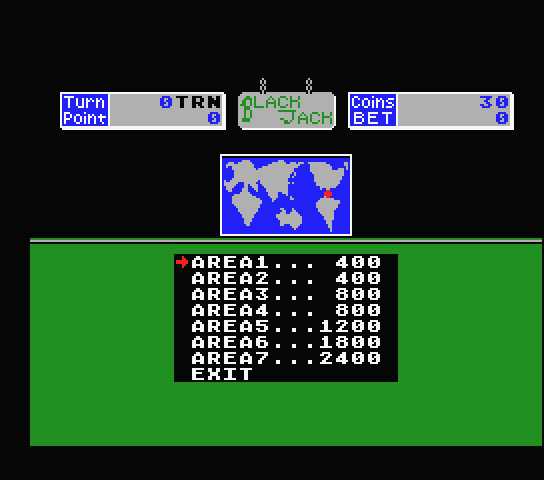 Turn 0TRN
Point 0
BLACK
JACK
Coins 30
BET 0
AREA1... 400
AREA2... 400
AREA3... 800
AREA4... 800
AREA5...1200
AREA6...1800
AREA7...2400
EXIT